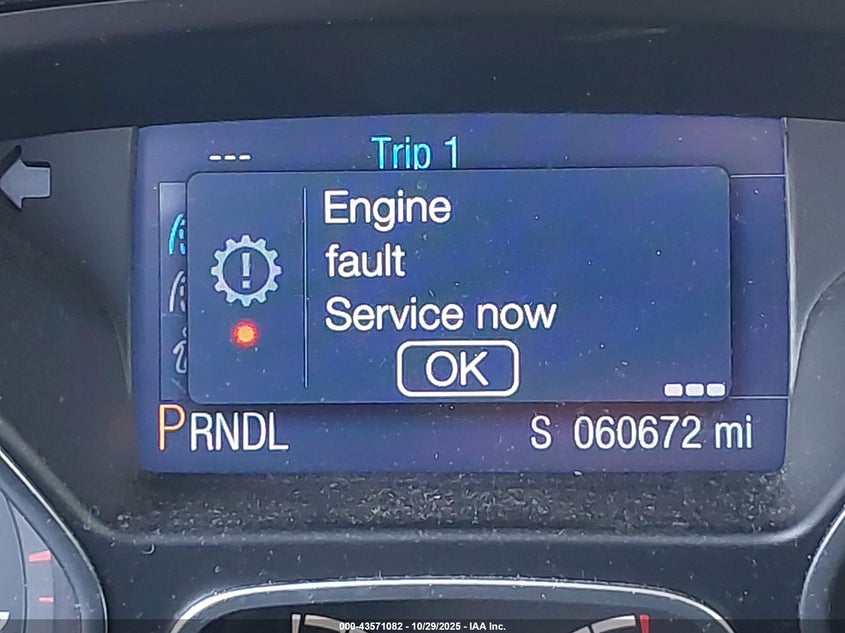 ---
Trip 1
Engine
fault
Service now
OK
PRNDL
S 060672 mi
000-43571082 - 10/29/2025 - IAA Inc.